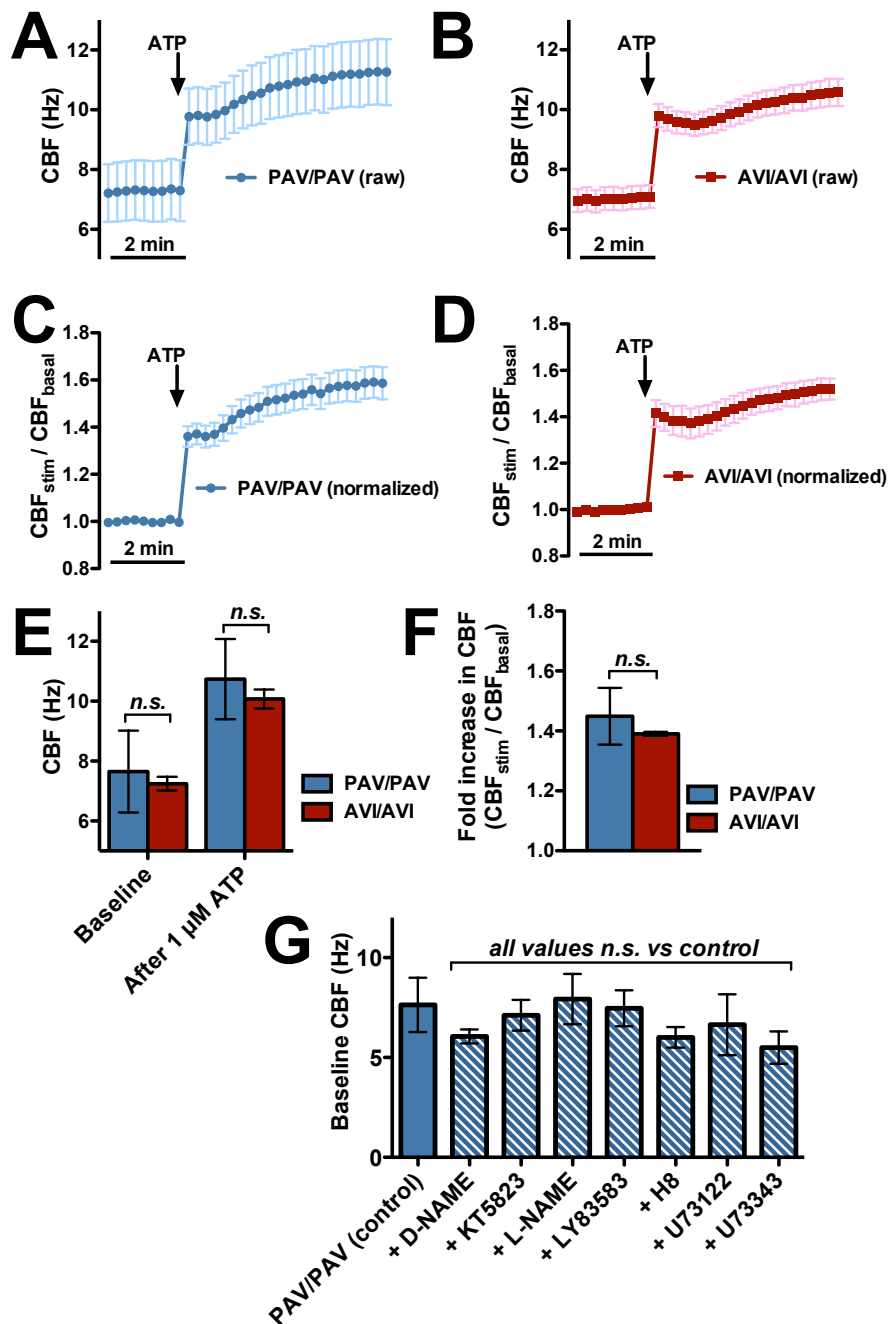 A
CBF (Hz)
12
10
8
6
ATP
PAV/PAV (raw)
2 min
B
CBF (Hz)
12
10
8
6
ATP
AVI/AVI (raw)
2 min
C
CBFstim / CBFbasal
1.8
1.6
1.4
1.2
1.0
0.8
ATP
PAV/PAV (normalized)
2 min
D
CBFstim / CBFbasal
1.8
1.6
1.4
1.2
1.0
0.8
ATP
AVI/AVI (normalized)
2 min
E
CBF (Hz)
12
10
8
6
n.s.
n.s.
PAV/PAV
AVI/AVI
Baseline
After 1 µM ATP
F
Fold increase in CBF
(CBFstim / CBFbasal)
1.8
1.6
1.4
1.2
1.0
n.s.
PAV/PAV
AVI/AVI
G
Baseline CBF (Hz)
10
5
0
all values n.s. vs control
PAV/PAV (control)
+ D-NAME
+ KT5823
+ L-NAME
+ LY83583
+ H8
+ U73122
+ U73343